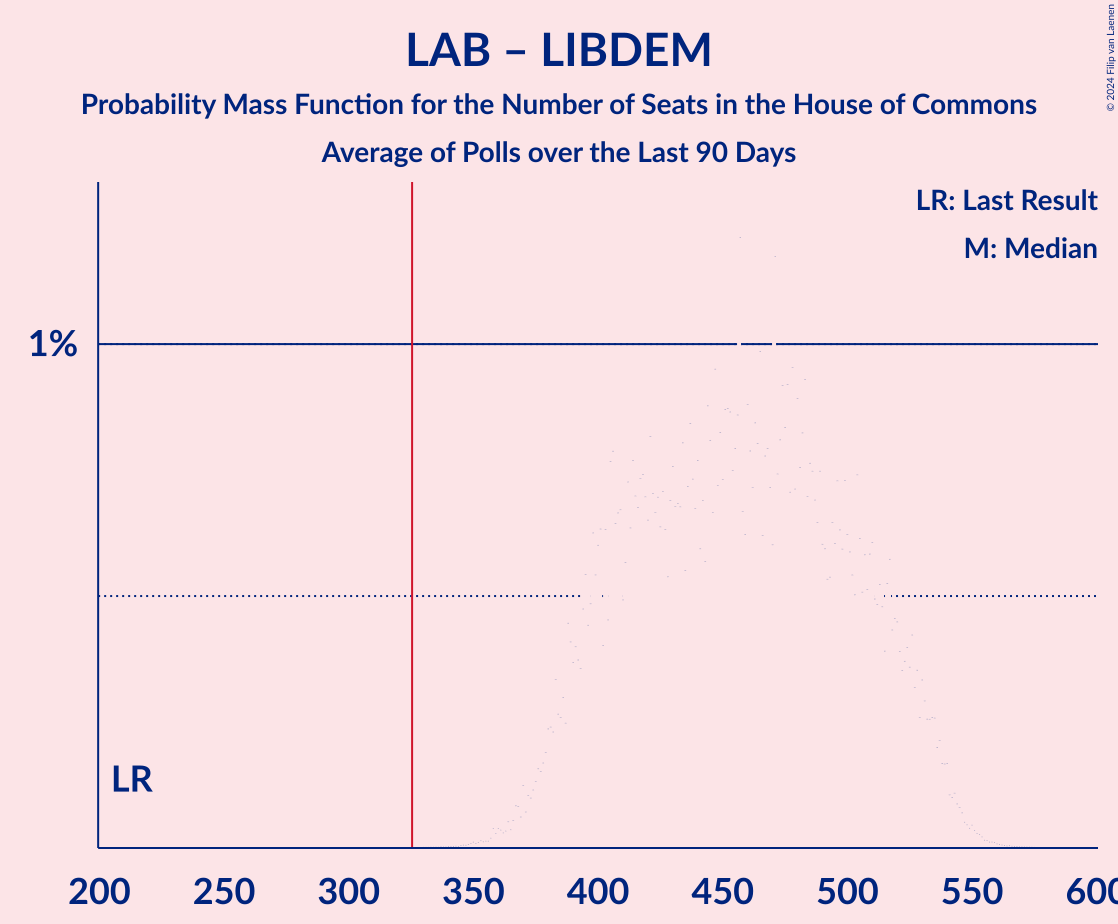 © 2024 Filip van Laenen
LAB – LIBDEM
Probability Mass Function for the Number of Seats in the House of Commons
Average of Polls over the Last 90 Days
LR: Last Result
M: Median
1%
LR
200 250 300 350 400 450 500 550 600